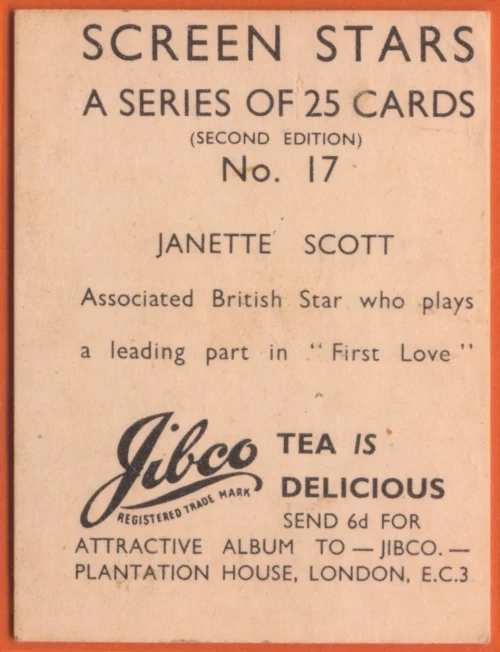 SCREEN STARS
A SERIES OF 25 CARDS
(SECOND EDITION)
No. 17
JANETTE SCOTT
Associated British Star who plays
a leading part in "First Love"
Jibco
REGISTERED TRADE MARK
TEA IS
DELICIOUS
SEND 6d FOR
ATTRACTIVE ALBUM TO — JIBCO. —
PLANTATION HOUSE, LONDON, E.C.3